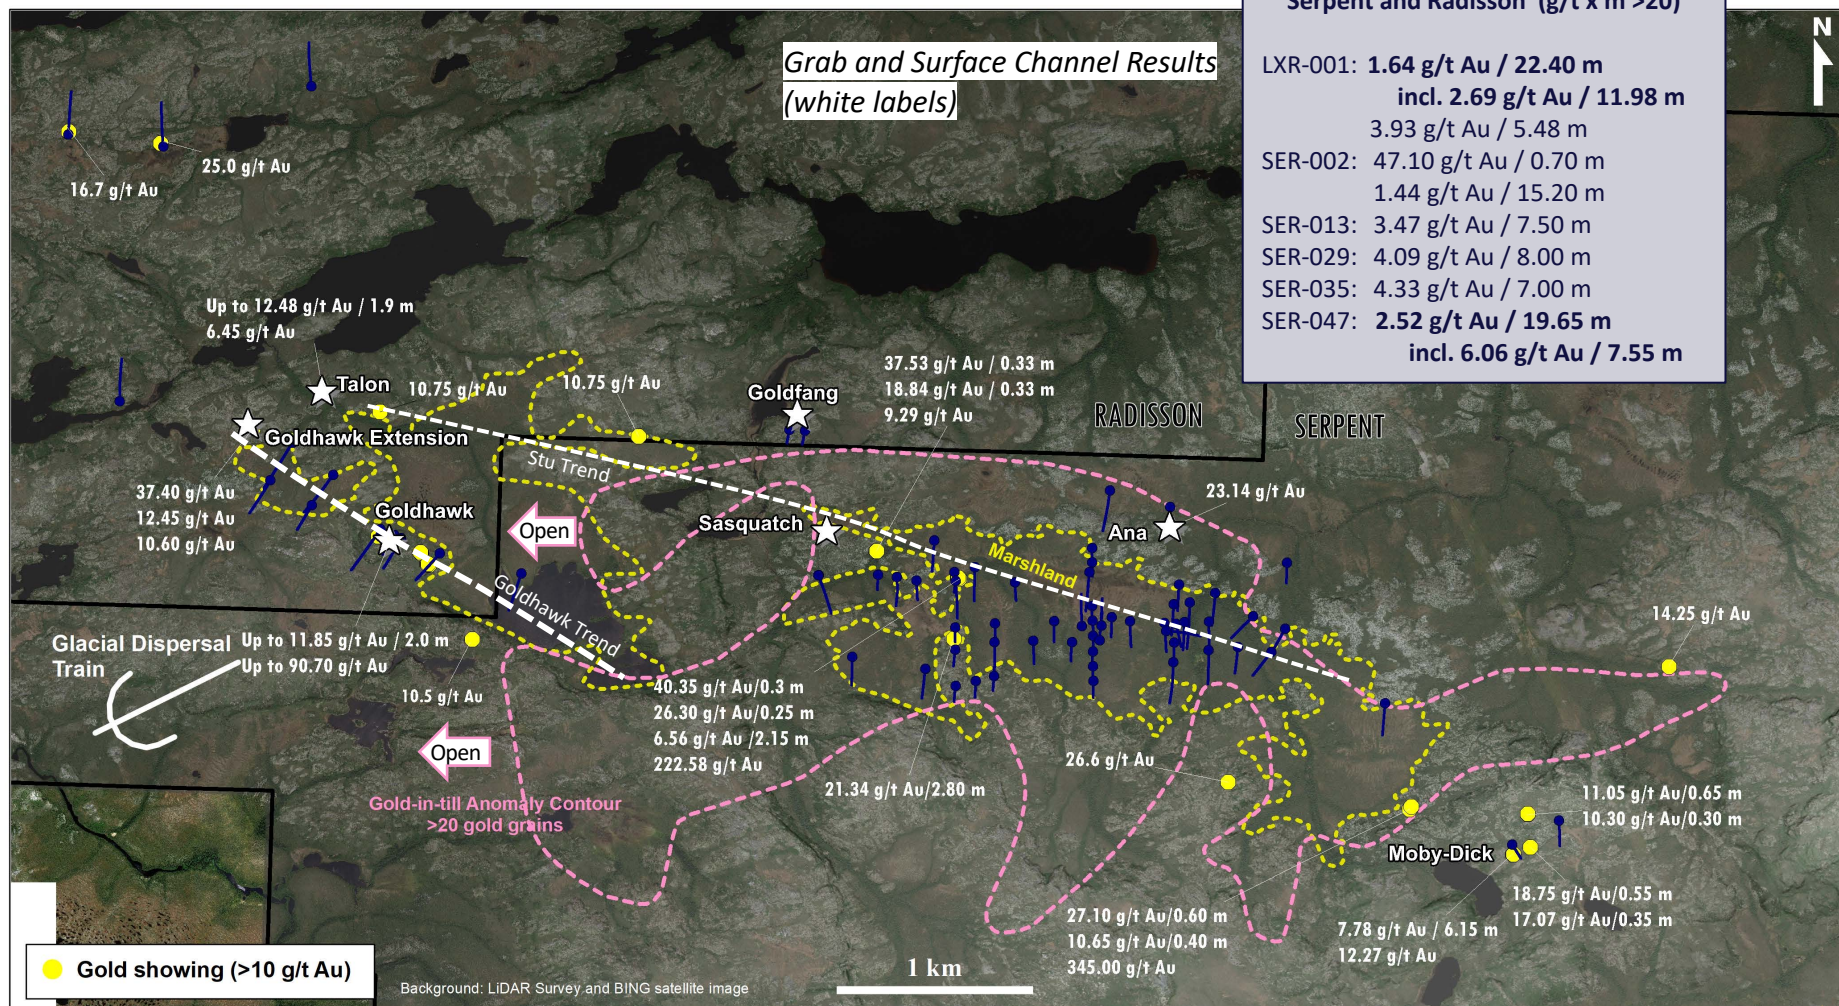 Serpent and Radisson (g/t x m >20)
LXR-001: 1.64 g/t Au / 22.40 m
incl. 2.69 g/t Au / 11.98 m
3.93 g/t Au / 5.48 m
SER-002: 47.10 g/t Au / 0.70 m
1.44 g/t Au / 15.20 m
SER-013: 3.47 g/t Au / 7.50 m
SER-029: 4.09 g/t Au / 8.00 m
SER-035: 4.33 g/t Au / 7.00 m
SER-047: 2.52 g/t Au / 19.65 m
incl. 6.06 g/t Au / 7.55 m
N
Grab and Surface Channel Results
(white labels)
16.7 g/t Au
25.0 g/t Au
Up to 12.48 g/t Au / 1.9 m
6.45 g/t Au
Talon
10.75 g/t Au
10.75 g/t Au
Goldfang
37.53 g/t Au / 0.33 m
18.84 g/t Au / 0.33 m
9.29 g/t Au
RADISSON
SERPENT
Goldhawk Extension
Stu Trend
37.40 g/t Au
12.45 g/t Au
10.60 g/t Au
Goldhawk
Open
Sasquatch
Ana
23.14 g/t Au
Marshland
Goldhawk Trend
Glacial Dispersal
Train
Up to 11.85 g/t Au / 2.0 m
Up to 90.70 g/t Au
10.5 g/t Au
14.25 g/t Au
40.35 g/t Au/0.3 m
26.30 g/t Au/0.25 m
6.56 g/t Au /2.15 m
222.58 g/t Au
Open
21.34 g/t Au/2.80 m
26.6 g/t Au
Gold-in-till Anomaly Contour
>20 gold grains
11.05 g/t Au/0.65 m
10.30 g/t Au/0.30 m
Moby-Dick
18.75 g/t Au/0.55 m
17.07 g/t Au/0.35 m
27.10 g/t Au/0.60 m
10.65 g/t Au/0.40 m
345.00 g/t Au
7.78 g/t Au / 6.15 m
12.27 g/t Au
Gold showing (>10 g/t Au)
1 km
Background: LiDAR Survey and BING satellite image